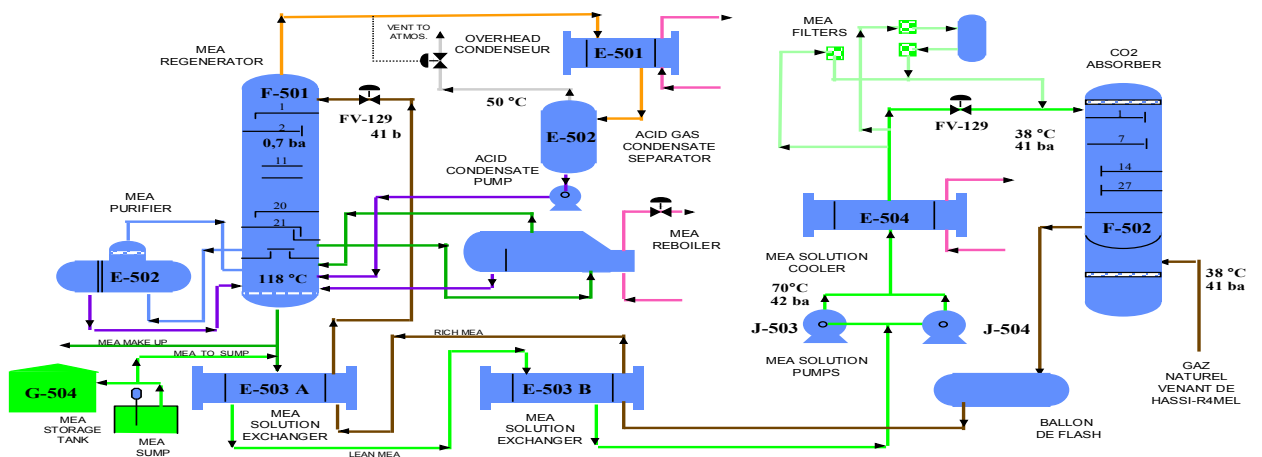 MEA
REGENERATOR
F-501
1
2
0,7 ba
11
20
21
118 °C
FV-129
41 b
VENT TO.
ATMOS.
OVERHEAD
CONDENSEUR
E-501
50 °C
E-502
ACID GAS
CONDENSATE
SEPARATOR
ACID
CONDENSATE
PUMP
MEA
REBOILER
MEA
PURIFIER
E-502
MEA MAKE UP
MEA TO SUMP
G-504
MEA
STORAGE
TANK
MEA
SUMP
E-503 A
MEA
SOLUTION
EXCHANGER
RICH MEA
LEAN MEA
E-503 B
MEA
SOLUTION
EXCHANGER
MEA
FILTERS
FV-129
38 °C
41 ba
CO2
ABSORBER
1
7
14
27
F-502
E-504
MEA SOLUTION
COOLER
70°C
42 ba
J-503
J-504
MEA SOLUTION
PUMPS
38 °C
41 ba
GAZ
NATUREL
VENANT DE
HASSI-R4MEL
BALLON
DE FLASH